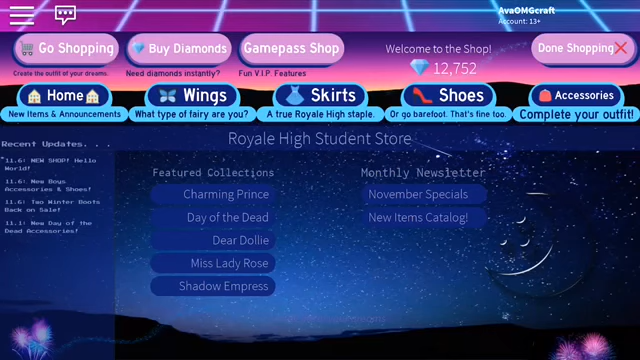 AvaOMGcraft
Account: 13+
Go Shopping
Buy Diamonds
Gamepass Shop
Welcome to the Shop!
Done Shopping
12,752
Create the outfit of your dreams.
Need diamonds instantly?
Fun V.I.P. Features
Home
Wings
Skirts
Shoes
Accessories
New Items & Announcements
What type of fairy are you?
A true Royale High staple.
Or go barefoot. That's fine too.
Complete your outfit!
Royale High Student Store
Recent Updates. . .
11.6: NEW SHOP! Hello
World!
11.6: New Boys
Accessories & Shoes!
11.6: Two Winter Boots
Back on Sale!
11.1: New Day of the
Dead Accessories!
Featured Collections
Charming Prince
Day of the Dead
Dear Dollie
Miss Lady Rose
Shadow Empress
Monthly Newsletter
November Specials
New Items Catalog!